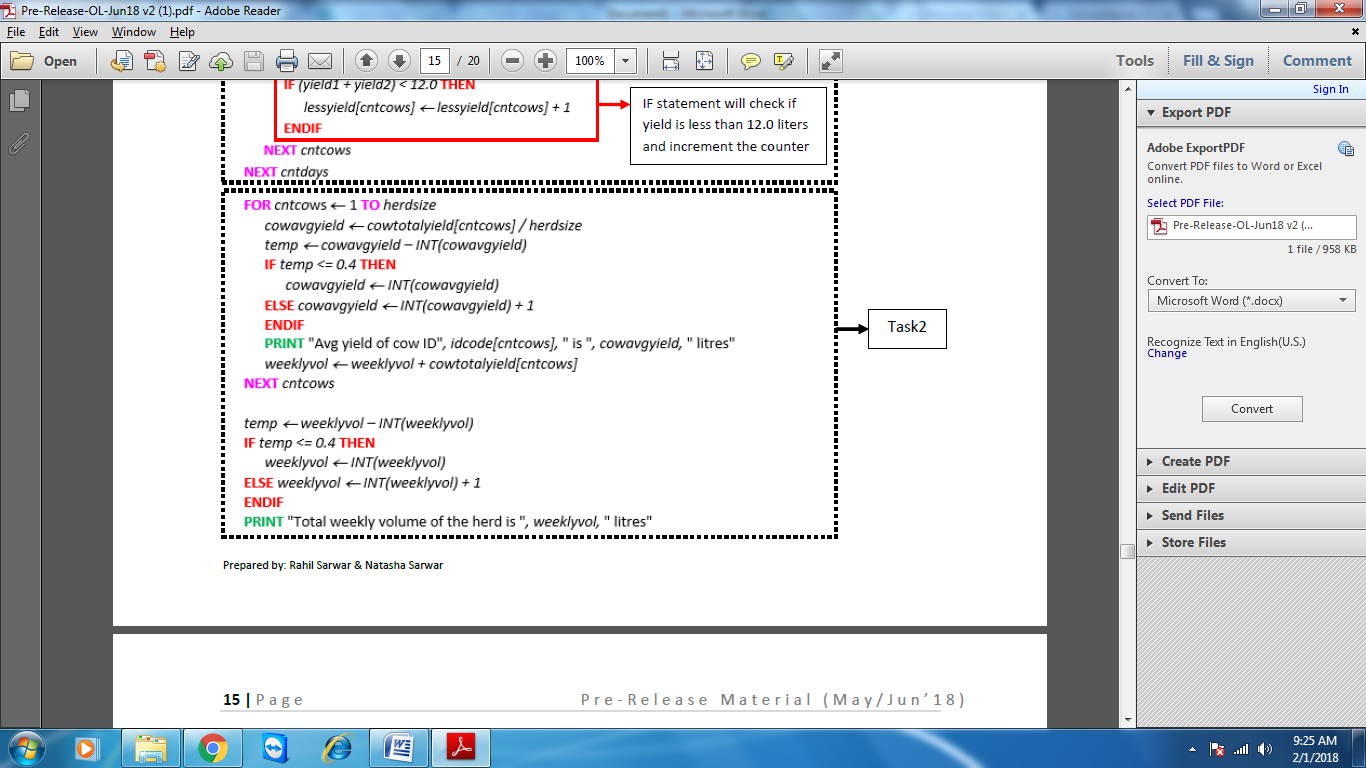 Pre-Release-OL-Jun18 v2 (1).pdf - Adobe Reader
File Edit View Window Help
Open 15 / 20 100% Tools Fill & Sign Comment
Sign In
IF (yield1 + yield2) < 12.0 THEN
lessyield[cntcows] ← lessyield[cntcows] + 1
ENDIF
NEXT cntcows
NEXT cntdays
IF statement will check if
yield is less than 12.0 liters
and increment the counter
FOR cntcows ← 1 TO herdsize
cowavgyield ← cowtotalyield[cntcows] / herdsize
temp ← cowavgyield – INT(cowavgyield)
IF temp <= 0.4 THEN
cowavgyield ← INT(cowavgyield)
ELSE cowavgyield ← INT(cowavgyield) + 1
ENDIF
PRINT "Avg yield of cow ID", idcode[cntcows], " is ", cowavgyield, " litres"
weeklyvol ← weeklyvol + cowtotalyield[cntcows]
NEXT cntcows
temp ← weeklyvol – INT(weeklyvol)
IF temp <= 0.4 THEN
weeklyvol ← INT(weeklyvol)
ELSE weeklyvol ← INT(weeklyvol) + 1
ENDIF
PRINT "Total weekly volume of the herd is ", weeklyvol, " litres"
Task2
Prepared by: Rahil Sarwar & Natasha Sarwar
15 | Page Pre-Release Material (May/Jun’18)
Export PDF
Adobe ExportPDF
Convert PDF files to Word or Excel
online.
Select PDF File:
Pre-Release-OL-Jun18 v2 (...
1 file / 958 KB
Convert To:
Microsoft Word (*.docx)
Recognize Text in English(U.S.)
Change
Convert
Create PDF
Edit PDF
Send Files
Store Files
9:25 AM
2/1/2018